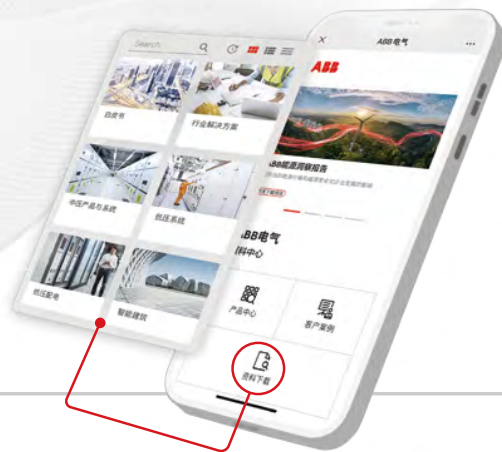 Search
白皮书
行业解决方案
中压产品与系统
低压系统
低压配电
智能建筑
ABB电气
ABB
ABB能源洞察报告
ABB电气
资料中心
产品中心
客户案例
资料下载